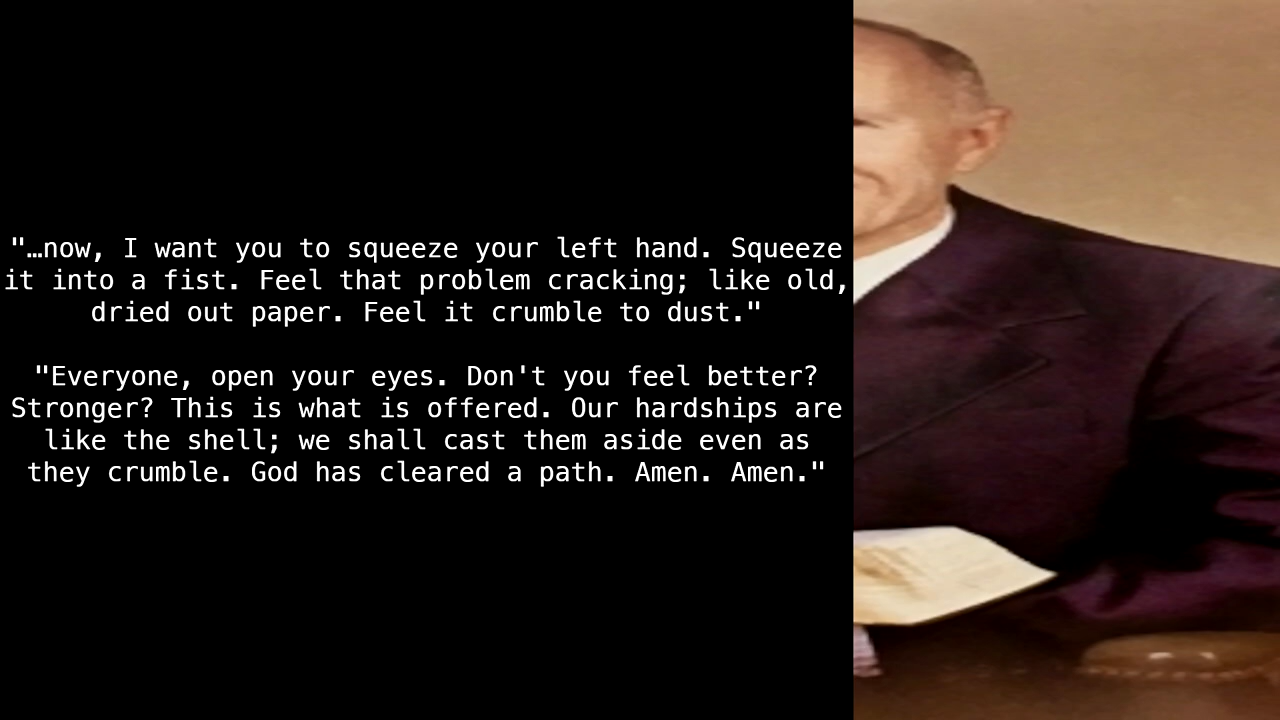 "…now, I want you to squeeze your left hand. Squeeze
it into a fist. Feel that problem cracking; like old,
dried out paper. Feel it crumble to dust."
"Everyone, open your eyes. Don't you feel better?
Stronger? This is what is offered. Our hardships are
like the shell; we shall cast them aside even as
they crumble. God has cleared a path. Amen. Amen."